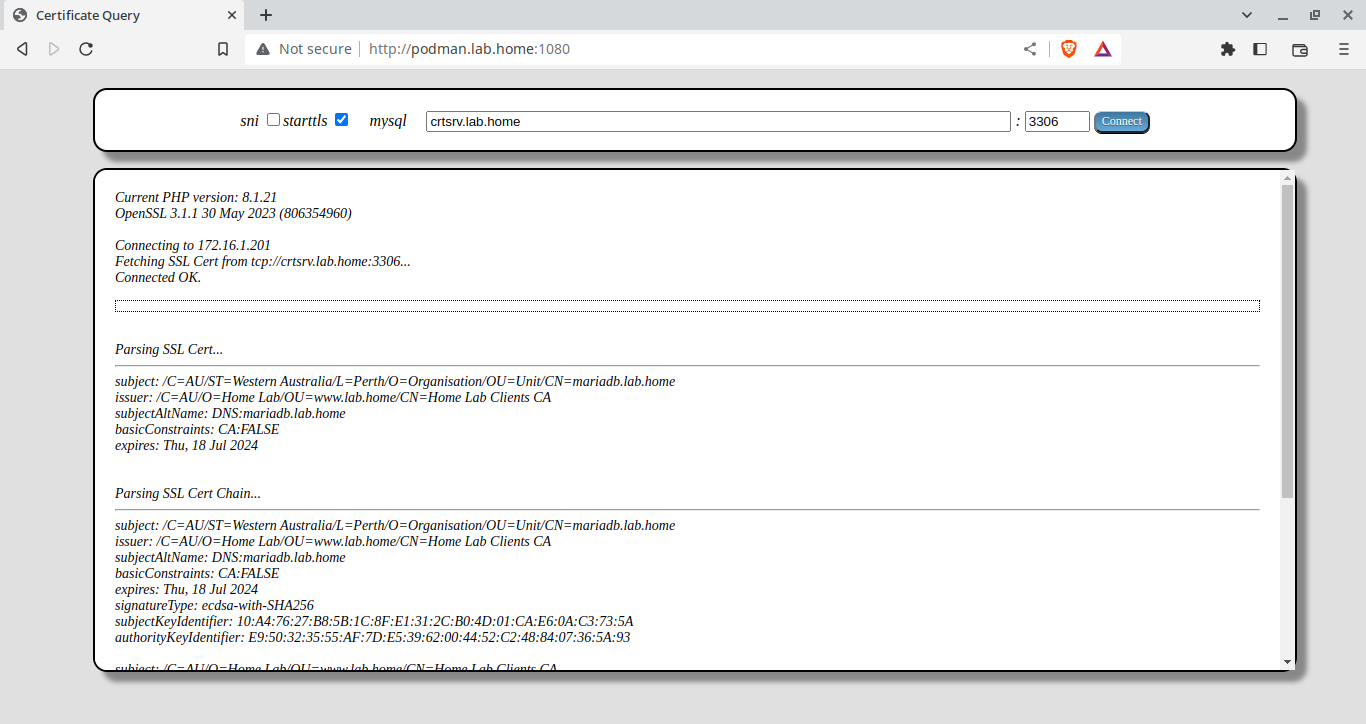 Certificate Query
Not secure http://podman.lab.home:1080
sni starttls mysql crtsrv.lab.home : 3306 Connect
Current PHP version: 8.1.21
OpenSSL 3.1.1 30 May 2023 (806354960)
Connecting to 172.16.1.201
Fetching SSL Cert from tcp://crtsrv.lab.home:3306...
Connected OK.
Parsing SSL Cert...
subject: /C=AU/ST=Western Australia/L=Perth/O=Organisation/OU=Unit/CN=mariadb.lab.home
issuer: /C=AU/O=Home Lab/OU=www.lab.home/CN=Home Lab Clients CA
subjectAltName: DNS:mariadb.lab.home
basicConstraints: CA:FALSE
expires: Thu, 18 Jul 2024
Parsing SSL Cert Chain...
subject: /C=AU/ST=Western Australia/L=Perth/O=Organisation/OU=Unit/CN=mariadb.lab.home
issuer: /C=AU/O=Home Lab/OU=www.lab.home/CN=Home Lab Clients CA
subjectAltName: DNS:mariadb.lab.home
basicConstraints: CA:FALSE
expires: Thu, 18 Jul 2024
signatureType: ecdsa-with-SHA256
subjectKeyIdentifier: 10:A4:76:27:B8:5B:1C:8F:E1:31:2C:B0:4D:01:CA:E6:0A:C3:73:5A
authorityKeyIdentifier: E9:50:32:35:55:AF:7D:E5:39:62:00:44:52:C2:48:84:07:36:5A:93
subject: /C=AU/O=Home Lab/OU=www.lab.home/CN=Home Lab Clients CA